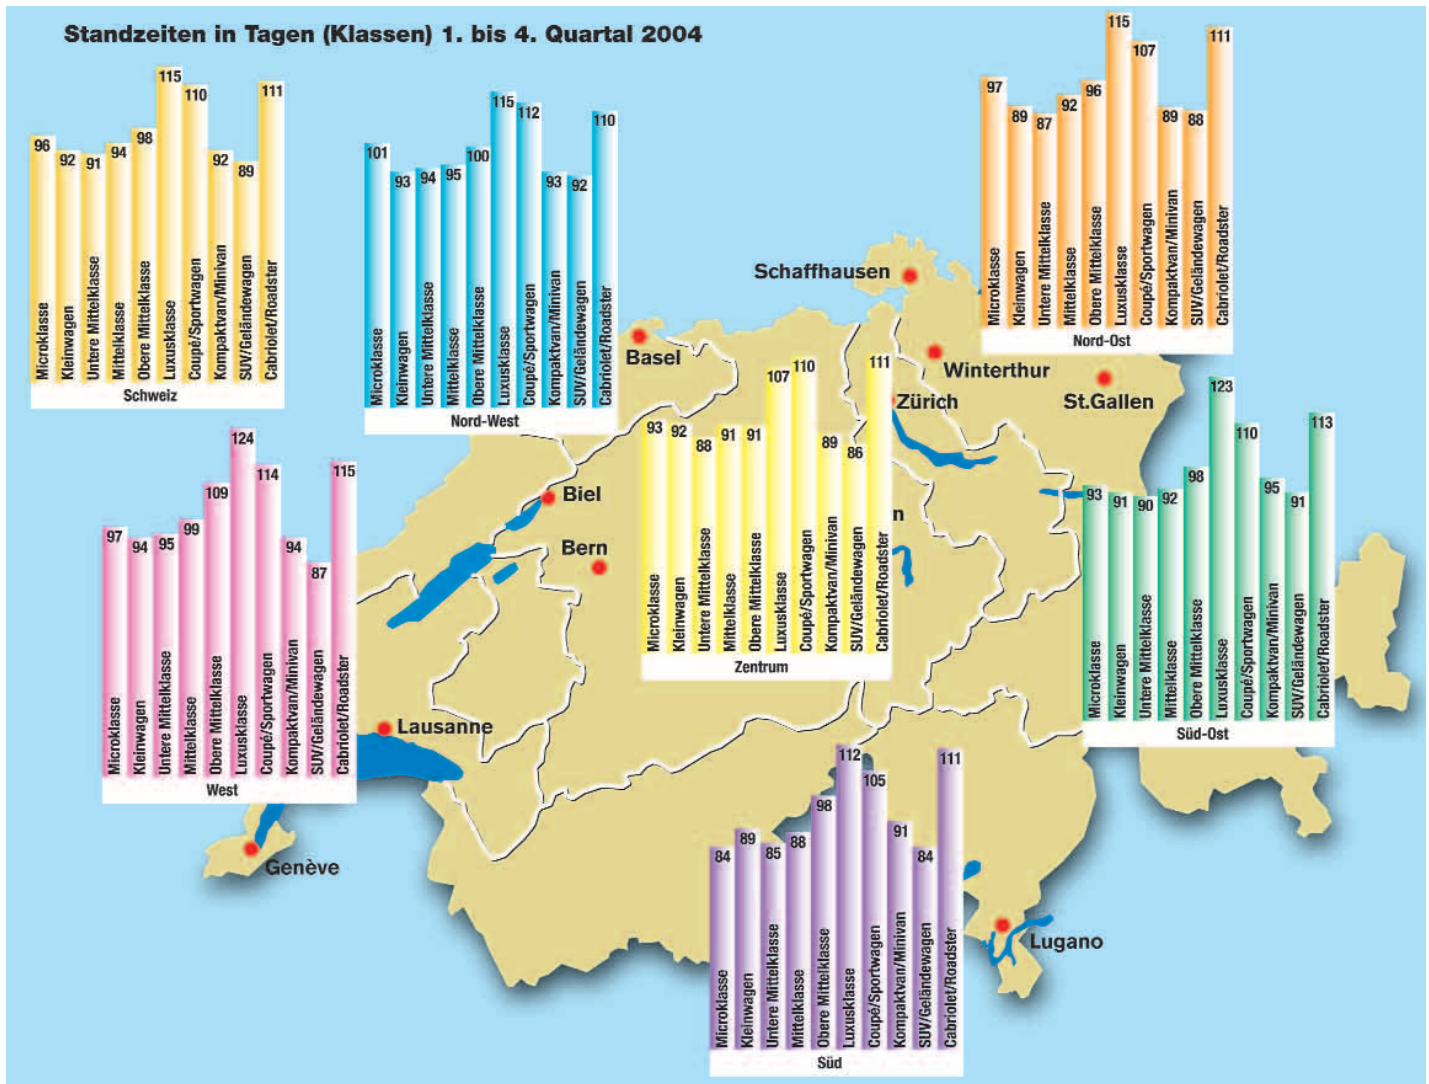 Standzeiten in Tagen (Klassen) 1. bis 4. Quartal 2004
96
92
91
94
98
115
110
92
89
111
Microklasse
Kleinwagen
Untere Mittelklasse
Mittelklasse
Obere Mittelklasse
Luxusklasse
Coupé/Sportwagen
Kompaktvan/Minivan
SUV/Geländewagen
Cabriolet/Roadster
Schweiz
101
93
94
95
100
115
112
93
92
110
Microklasse
Kleinwagen
Untere Mittelklasse
Mittelklasse
Obere Mittelklasse
Luxusklasse
Coupé/Sportwagen
Kompaktvan/Minivan
SUV/Geländewagen
Cabriolet/Roadster
Nord-West
97
89
87
92
96
115
107
89
88
111
Microklasse
Kleinwagen
Untere Mittelklasse
Mittelklasse
Obere Mittelklasse
Luxusklasse
Coupé/Sportwagen
Kompaktvan/Minivan
SUV/Geländewagen
Cabriolet/Roadster
Nord-Ost
Schaffhausen
Basel
Winterthur
Zürich
St.Gallen
93
92
88
91
91
107
110
89
86
111
Microklasse
Kleinwagen
Untere Mittelklasse
Mittelklasse
Obere Mittelklasse
Luxusklasse
Coupé/Sportwagen
Kompaktvan/Minivan
SUV/Geländewagen
Cabriolet/Roadster
Zentrum
n
Biel
Bern
97
94
95
99
109
124
114
94
87
115
Microklasse
Kleinwagen
Untere Mittelklasse
Mittelklasse
Obere Mittelklasse
Luxusklasse
Coupé/Sportwagen
Kompaktvan/Minivan
SUV/Geländewagen
Cabriolet/Roadster
West
93
91
90
92
98
123
110
95
91
113
Microklasse
Kleinwagen
Untere Mittelklasse
Mittelklasse
Obere Mittelklasse
Luxusklasse
Coupé/Sportwagen
Kompaktvan/Minivan
SUV/Geländewagen
Cabriolet/Roadster
Süd-Ost
Lausanne
Genève
84
89
85
88
98
112
105
91
84
111
Microklasse
Kleinwagen
Untere Mittelklasse
Mittelklasse
Obere Mittelklasse
Luxusklasse
Coupé/Sportwagen
Kompaktvan/Minivan
SUV/Geländewagen
Cabriolet/Roadster
Süd
Lugano